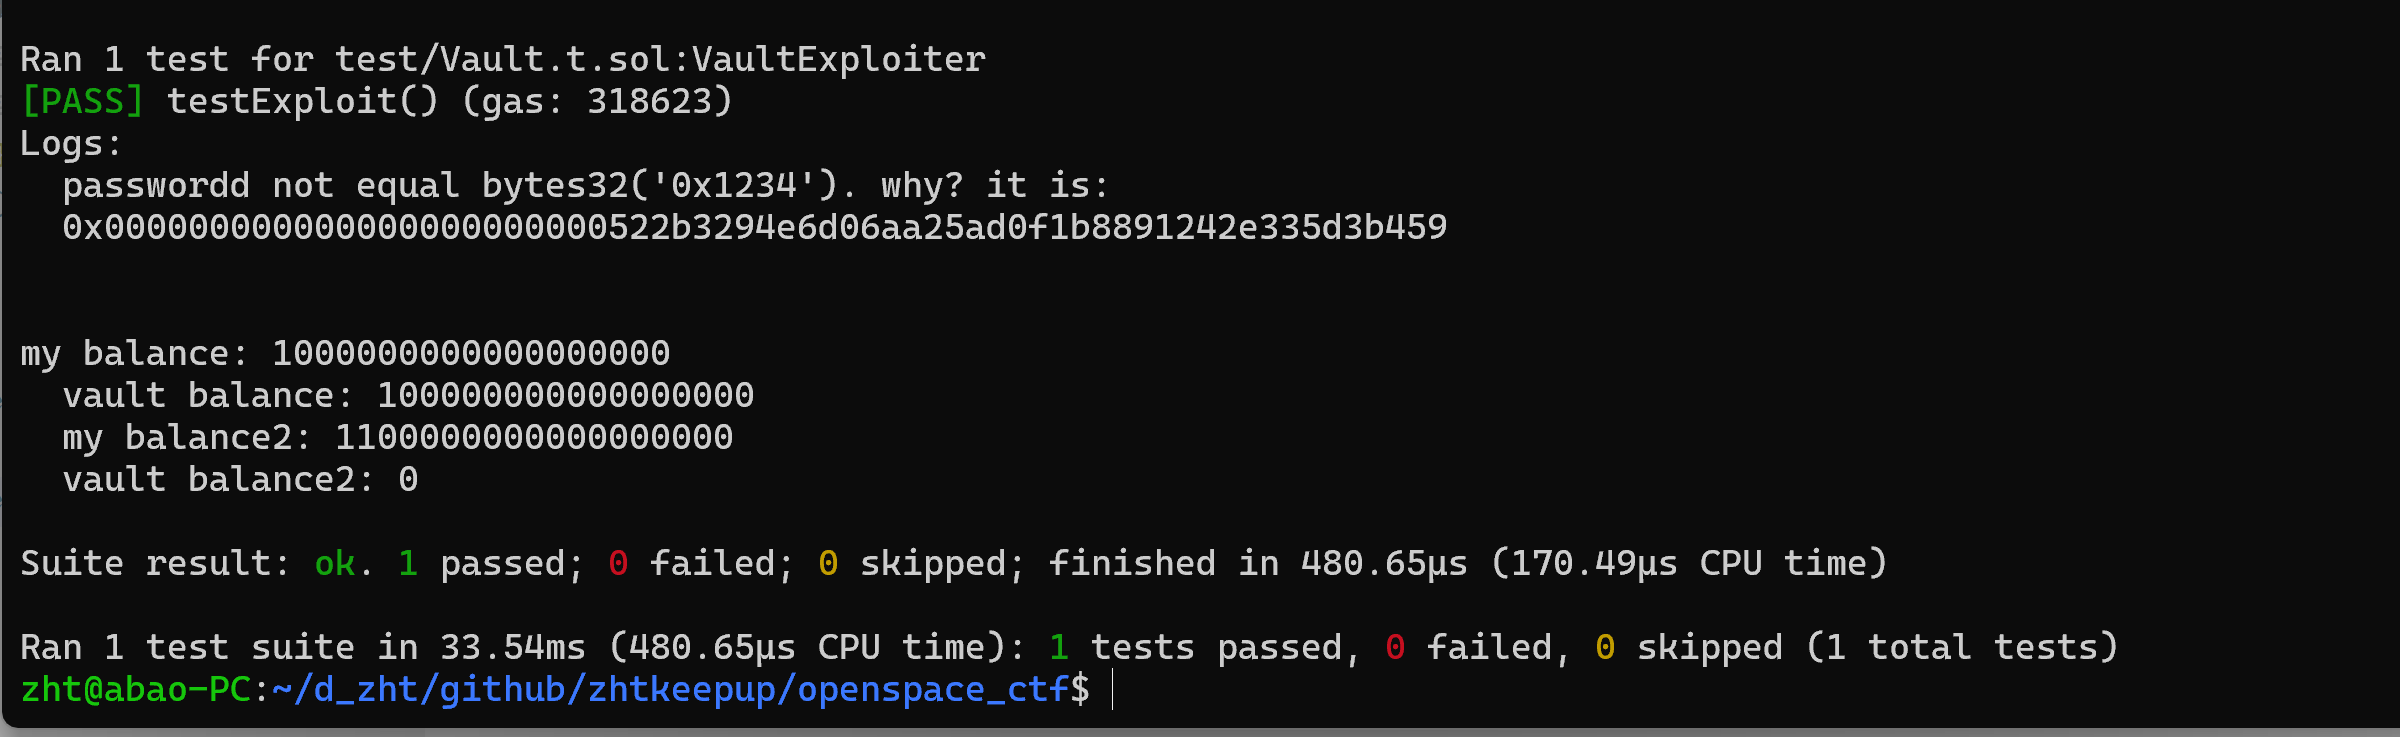 Ran 1 test for test/Vault.t.sol:VaultExploiter
[PASS] testExploit() (gas: 318623)
Logs:
passwordd not equal bytes32('0x1234'). why? it is:
0x000000000000000000000000522b3294e6d06aa25ad0f1b8891242e335d3b459
my balance: 1000000000000000000
vault balance: 100000000000000000
my balance2: 1100000000000000000
vault balance2: 0
Suite result: ok. 1 passed; 0 failed; 0 skipped; finished in 480.65µs (170.49µs CPU time)
Ran 1 test suite in 33.54ms (480.65µs CPU time): 1 tests passed, 0 failed, 0 skipped (1 total tests)
zht@abao-PC:~/d_zht/github/zhtkeepup/openspace_ctf$